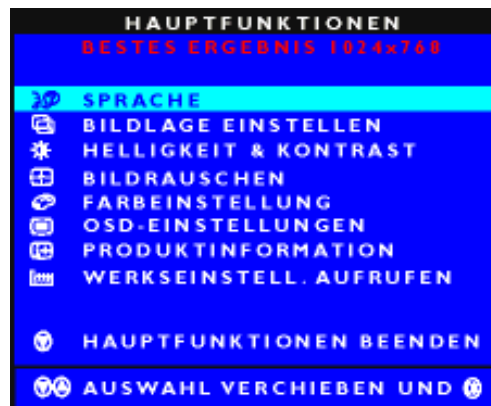 HAUPTFUNKTIONEN
BESTES ERGEBNIS 1024x768
SPRACHE
BILDLAGE EINSTELLEN
HELLIGKEIT & KONTRAST
BILDRAUSCHEN
FARBEINSTELLUNG
OSD-EINSTELLUNGEN
PRODUKTINFORMATION
WERKSEINSTELL. AUFRUFEN
HAUPTFUNKTIONEN BEENDEN
AUSWAHL VERCHIEBEN UND